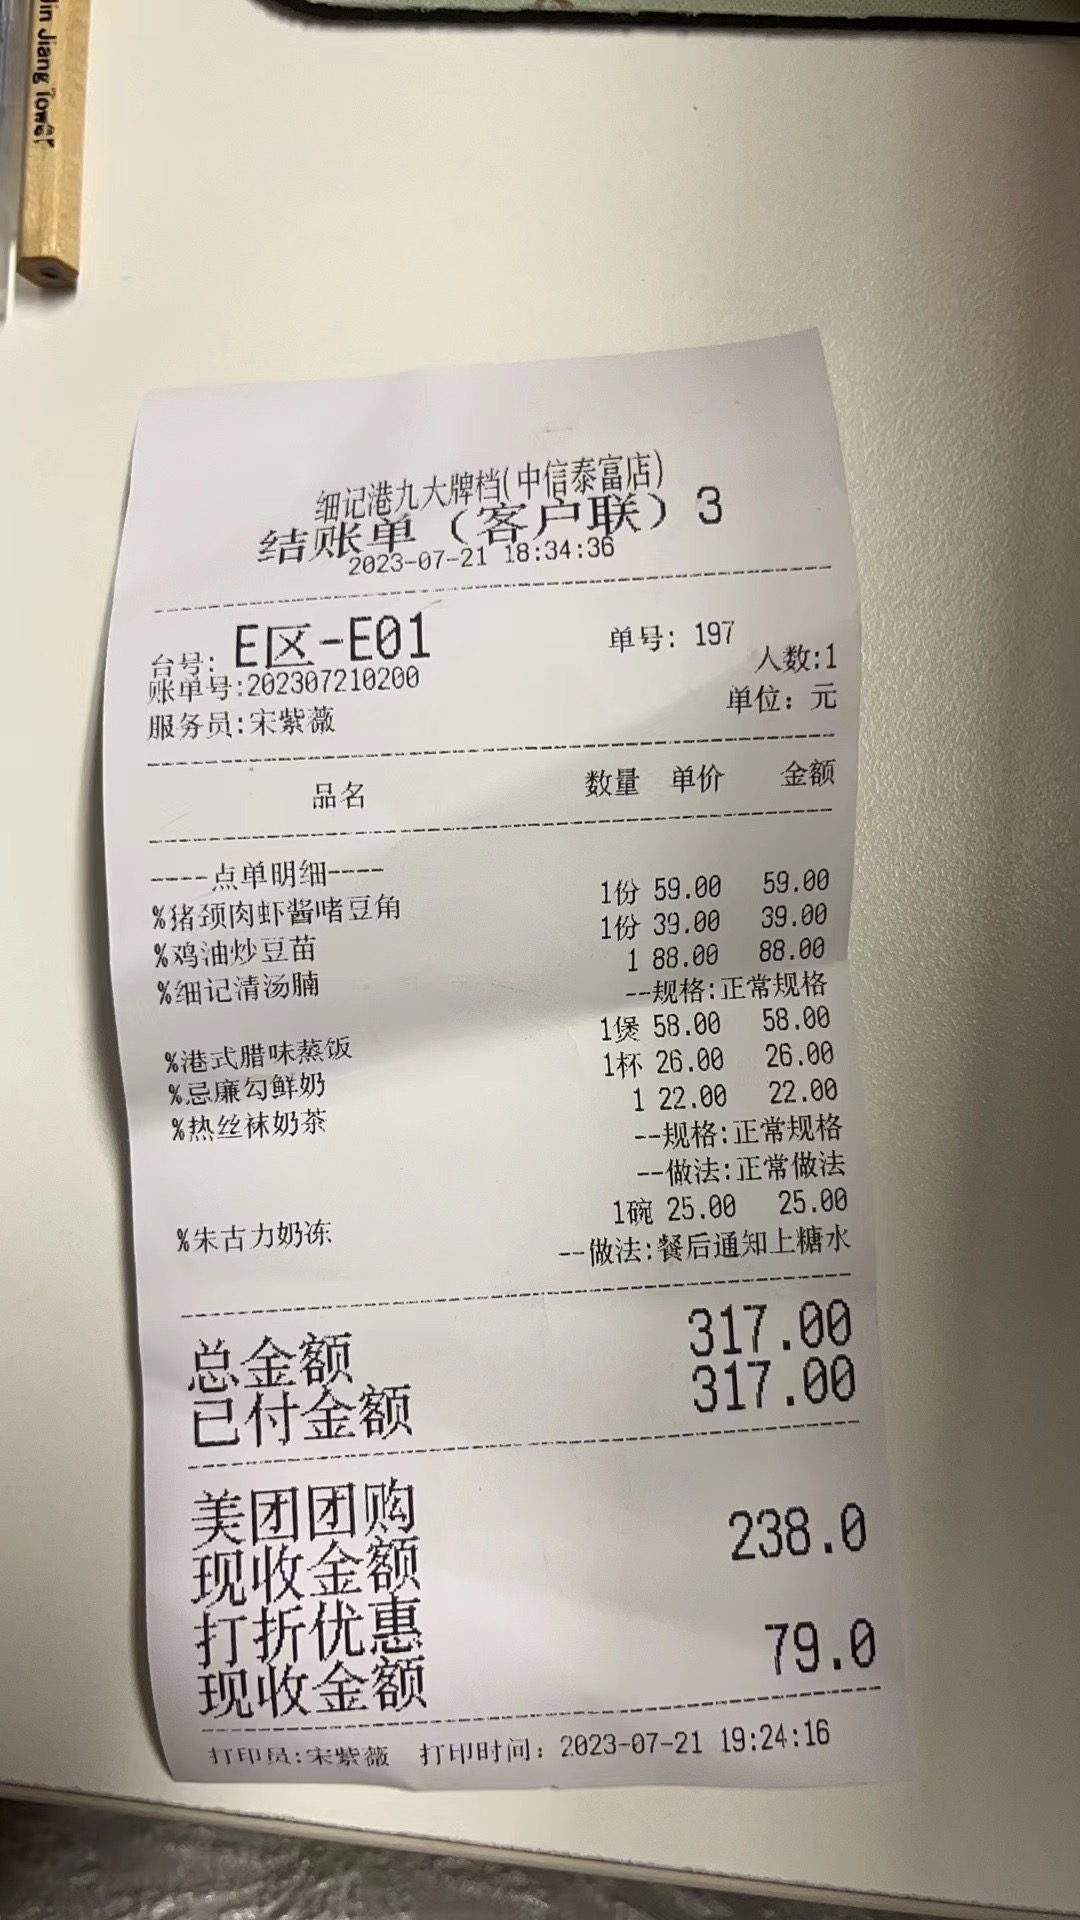 Jin Jiang Tower
细记港九大牌档(中信泰富店)
结账单（客户联）3
2023-07-21 18:34:36
台号: E区-E01 单号: 197
人数:1
账单号:202307210200
服务员:宋紫薇 单位: 元
品名 数量 单价 金额
----点单明细----
%猪颈肉虾酱啫豆角 1份 59.00 59.00
%鸡油炒豆苗 1份 39.00 39.00
%细记清汤腩 1 88.00 88.00
--规格:正常规格
%港式腊味蒸饭 1煲 58.00 58.00
%忌廉勾鲜奶 1杯 26.00 26.00
%热丝袜奶茶 1 22.00 22.00
--规格:正常规格
--做法:正常做法
%朱古力奶冻 1碗 25.00 25.00
--做法:餐后通知上糖水
总金额 317.00
已付金额 317.00
美团团购
现收金额 238.0
打折优惠
现收金额 79.0
打印员:宋紫薇 打印时间: 2023-07-21 19:24:16